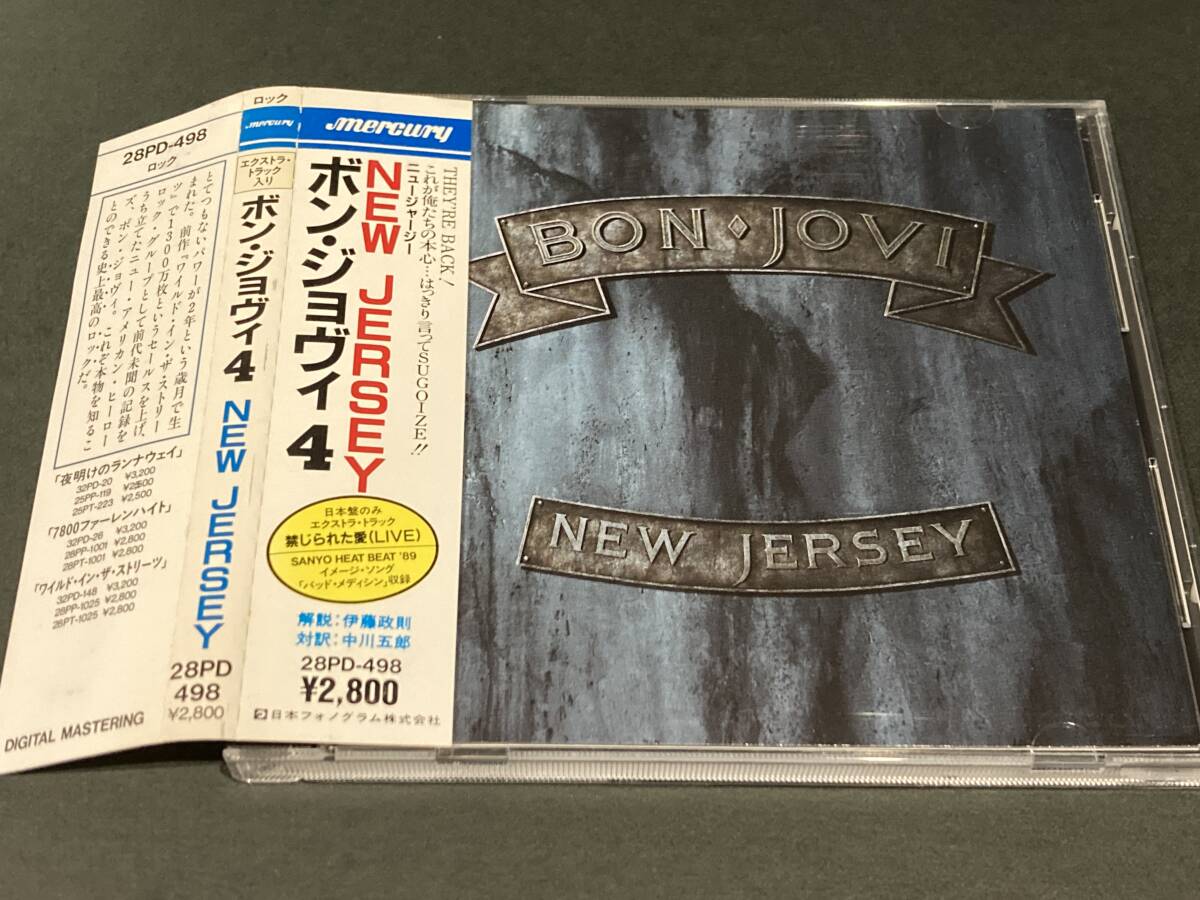 28PD-498
ロック
とてつもないパワーが2年という歳月で生
まれた。前作『ワイルド・イン・ザ・ストリー
ツ』で1300万枚というセールスを上げ、
ロック・グループとして前代未聞の記録を
うち立てたニュー・アメリカン・ヒーロー
ズ、ボン・ジョヴィ。これぞ本物を知るこ
とのできる史上最高のロックだ。
「夜明けのランナウェイ」
32PD-20 ¥3,200
25PP-119 ¥2,500
25PT-223 ¥2,500
「7800ファーレンハイト」
32PD-26 ¥3,200
28PP-1001 ¥2,800
28PT-1001 ¥2,800
「ワイルド・イン・ザ・ストリーツ」
32PD-148 ¥3,200
28PP-1025 ¥2,800
28PT-1025 ¥2,800
DIGITAL MASTERING
ロック
mercury
エクストラ・
トラック
入り
ボン・ジョヴィ4 NEW JERSEY
28PD
498
¥2,800
mercury
THEY'RE BACK!
これが俺たちの本心…はっきり言ってSUGOIZE!!
ニュージャージー
NEW JERSEY
ボン・ジョヴィ4
日本盤のみ
エクストラ・トラック
禁じられた愛(LIVE)
SANYO HEAT BEAT '89
イメージ・ソング
「バッド・メディシン」収録
解説:伊藤政則
対訳:中川五郎
28PD-498
¥2,800
日本フォノグラム株式会社
BON JOVI
NEW JERSEY